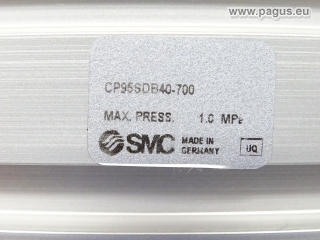 www.pagus.eu
CP95SDB40-700
MAX. PRESS. 1.0 MPa
SMC MADE IN GERMANY UQ